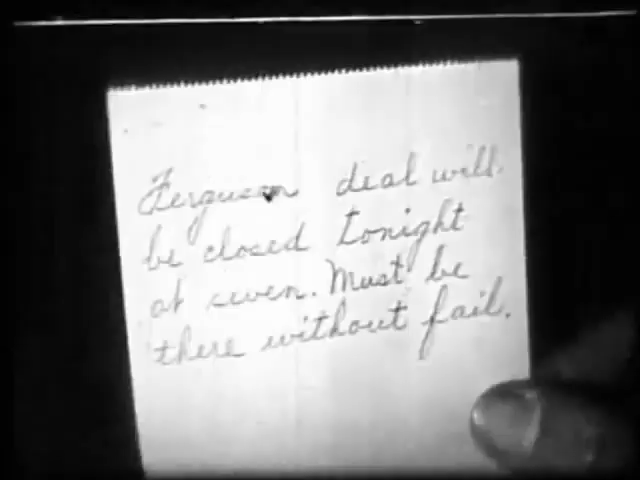 Ferguson deal will
be closed tonight
at seven. Must be
there without fail.